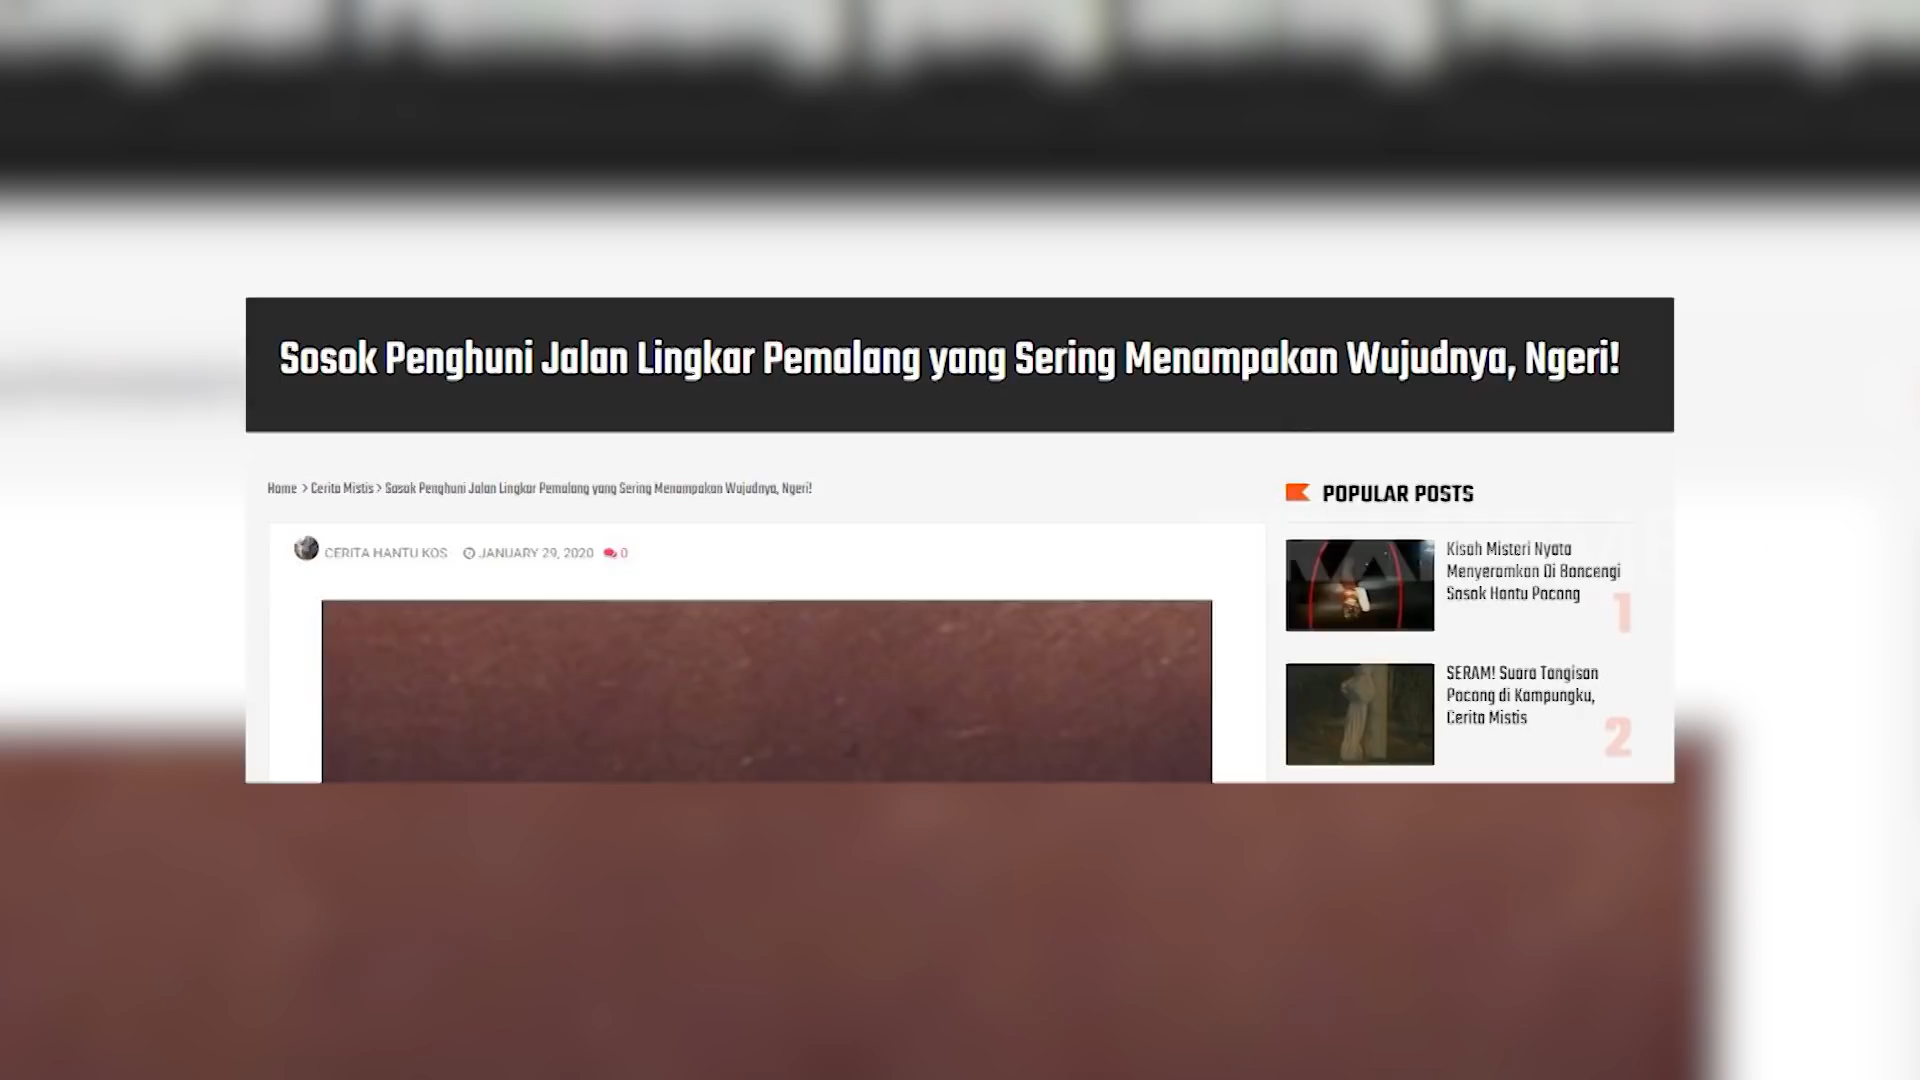 Sosok Penghuni Jalan Lingkar Pemalang yang Sering Menampakan Wujudnya, Ngeri!
Home > Cerita Mistis > Sosok Penghuni Jalan Lingkar Pemalang yang Sering Menampakan Wujudnya, Ngeri!
CERITA HANTU KOS JANUARY 29, 2020 0
POPULAR POSTS
Kisah Misteri Nyata
Menyeramkan Di Boncengi
Sosok Hantu Pocong
1
SERAM! Suara Tangisan
Pocong di Kampungku,
Cerita Mistis
2